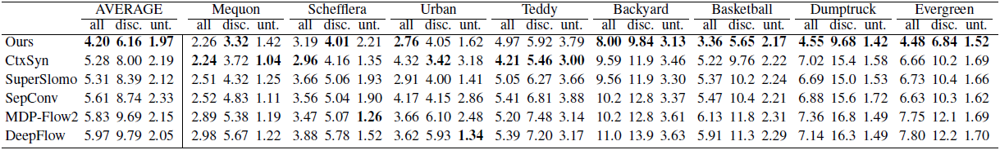 AVERAGE Mequon Schefflera Urban Teddy Backyard Basketball Dumptruck Evergreen
all disc. unt. all disc. unt. all disc. unt. all disc. unt. all disc. unt. all disc. unt. all disc. unt. all disc. unt. all disc. unt.
Ours 4.20 6.16 1.97 2.26 3.32 1.42 3.19 4.01 2.21 2.76 4.05 1.62 4.97 5.92 3.79 8.00 9.84 3.13 3.36 5.65 2.17 4.55 9.68 1.42 4.48 6.84 1.52
CtxSyn 5.28 8.00 2.19 2.24 3.72 1.04 2.96 4.16 1.35 4.32 3.42 3.18 4.21 5.46 3.00 9.59 11.9 3.46 5.22 9.76 2.22 7.02 15.4 1.58 6.66 10.2 1.69
SuperSlomo 5.31 8.39 2.12 2.51 4.32 1.25 3.66 5.06 1.93 2.91 4.00 1.41 5.05 6.27 3.66 9.56 11.9 3.30 5.37 10.2 2.24 6.69 15.0 1.53 6.73 10.4 1.66
SepConv 5.61 8.74 2.33 2.52 4.83 1.11 3.56 5.04 1.90 4.17 4.15 2.86 5.41 6.81 3.88 10.2 12.8 3.37 5.47 10.4 2.21 6.88 15.6 1.72 6.63 10.3 1.62
MDP-Flow2 5.83 9.69 2.15 2.89 5.38 1.19 3.47 5.07 1.26 3.66 6.10 2.48 5.20 7.48 3.14 10.2 12.8 3.61 6.13 11.8 2.31 7.36 16.8 1.49 7.75 12.1 1.69
DeepFlow 5.97 9.79 2.05 2.98 5.67 1.22 3.88 5.78 1.52 3.62 5.93 1.34 5.39 7.20 3.17 11.0 13.9 3.63 5.91 11.3 2.29 7.14 16.3 1.49 7.80 12.2 1.70